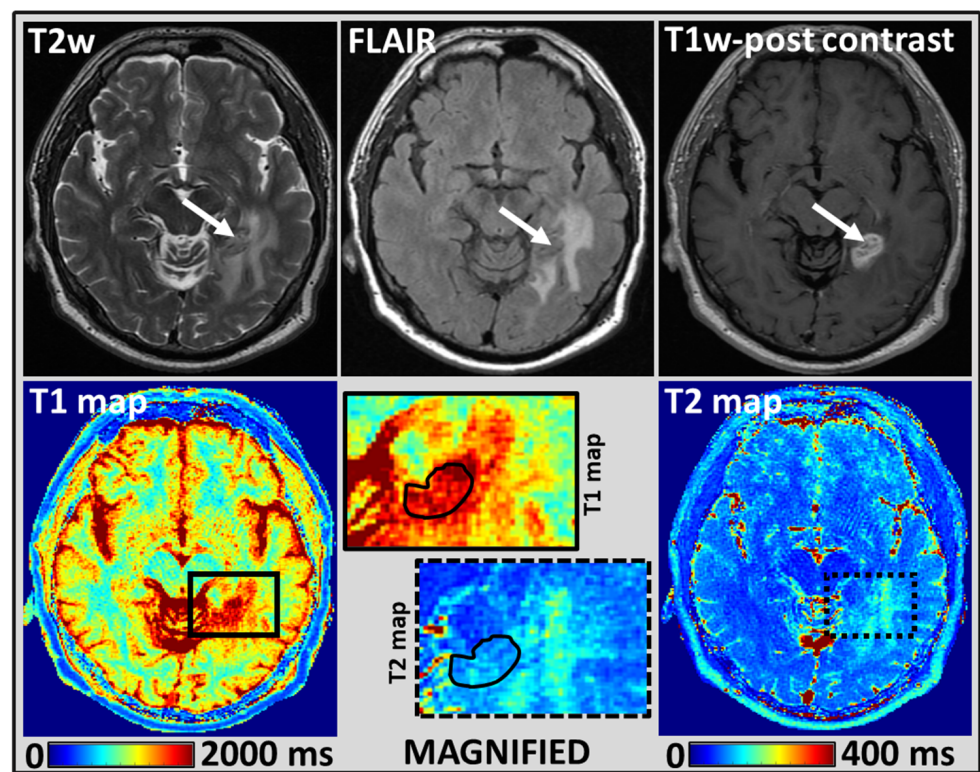 T2w
FLAIR
T1w-post contrast
T1 map
T1 map
T2 map
T2 map
0
2000 ms
MAGNIFIED
0
400 ms